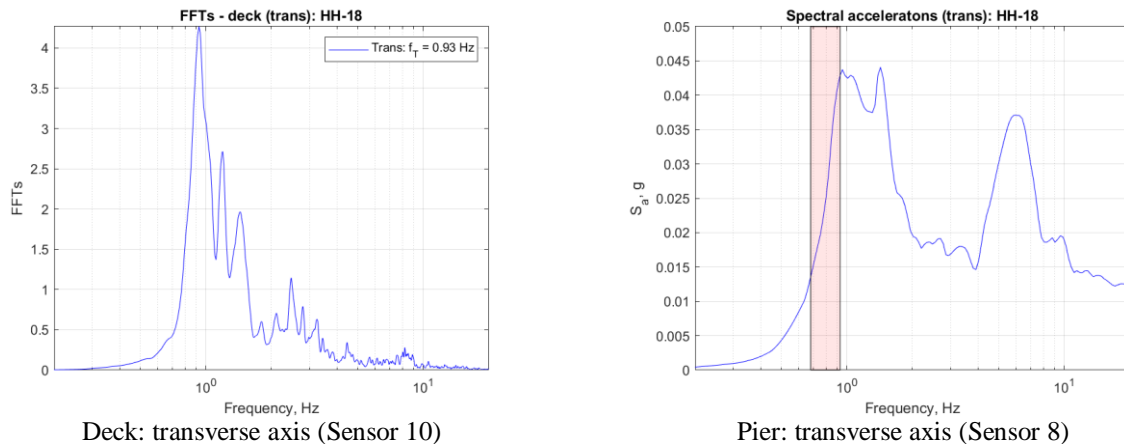 FFTs - deck (trans): HH-18
Trans: f_T = 0.93 Hz
4
3.5
3
2.5
2
1.5
1
0.5
0
FFTs
10^0
10^1
Frequency, Hz
Deck: transverse axis (Sensor 10)
Spectral acceleratons (trans): HH-18
0.05
0.045
0.04
0.035
0.03
0.025
0.02
0.015
0.01
0.005
0
S_a, g
10^0
10^1
Frequency, Hz
Pier: transverse axis (Sensor 8)